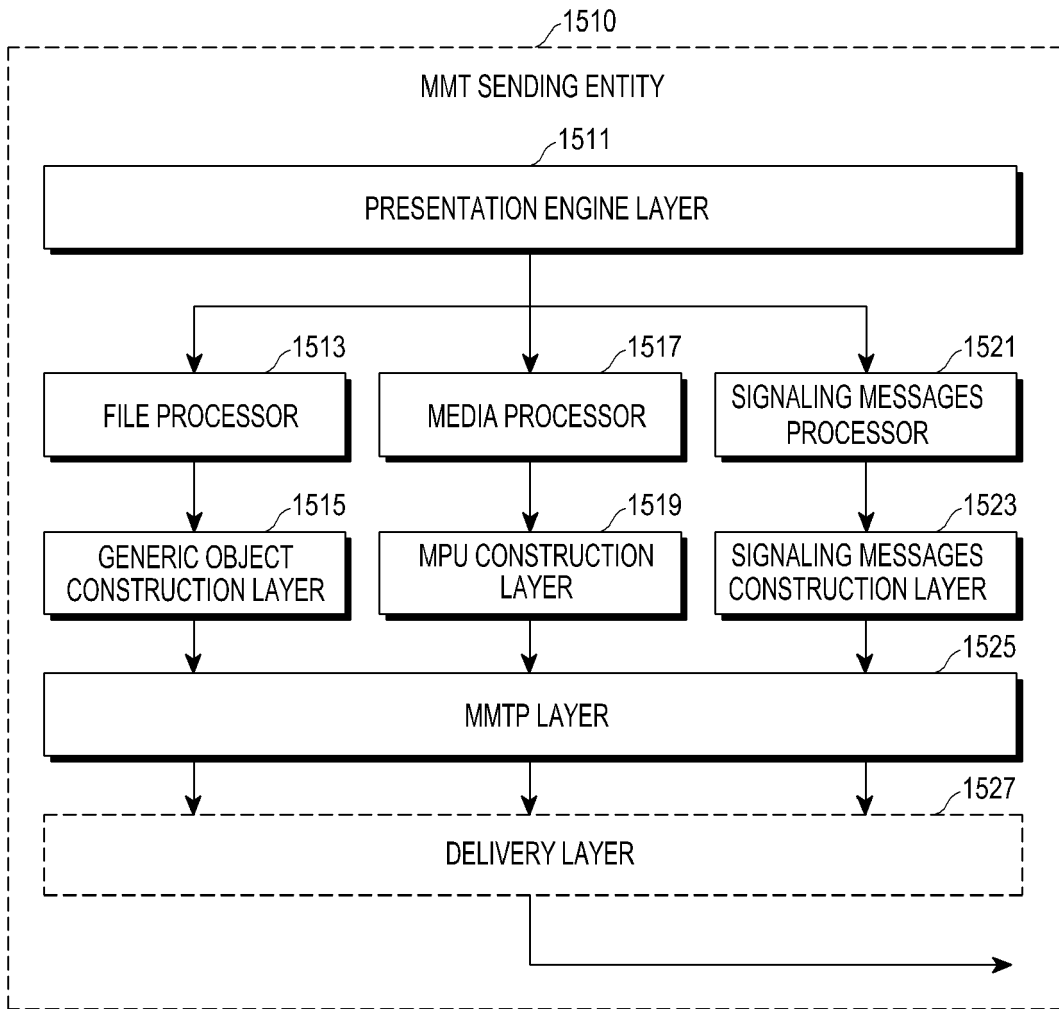 1510
MMT SENDING ENTITY
1511
PRESENTATION ENGINE LAYER
1513
1517
1521
FILE PROCESSOR
MEDIA PROCESSOR
SIGNALING MESSAGES
PROCESSOR
1515
1519
1523
GENERIC OBJECT
CONSTRUCTION LAYER
MPU CONSTRUCTION
LAYER
SIGNALING MESSAGES
CONSTRUCTION LAYER
1525
MMTP LAYER
1527
DELIVERY LAYER